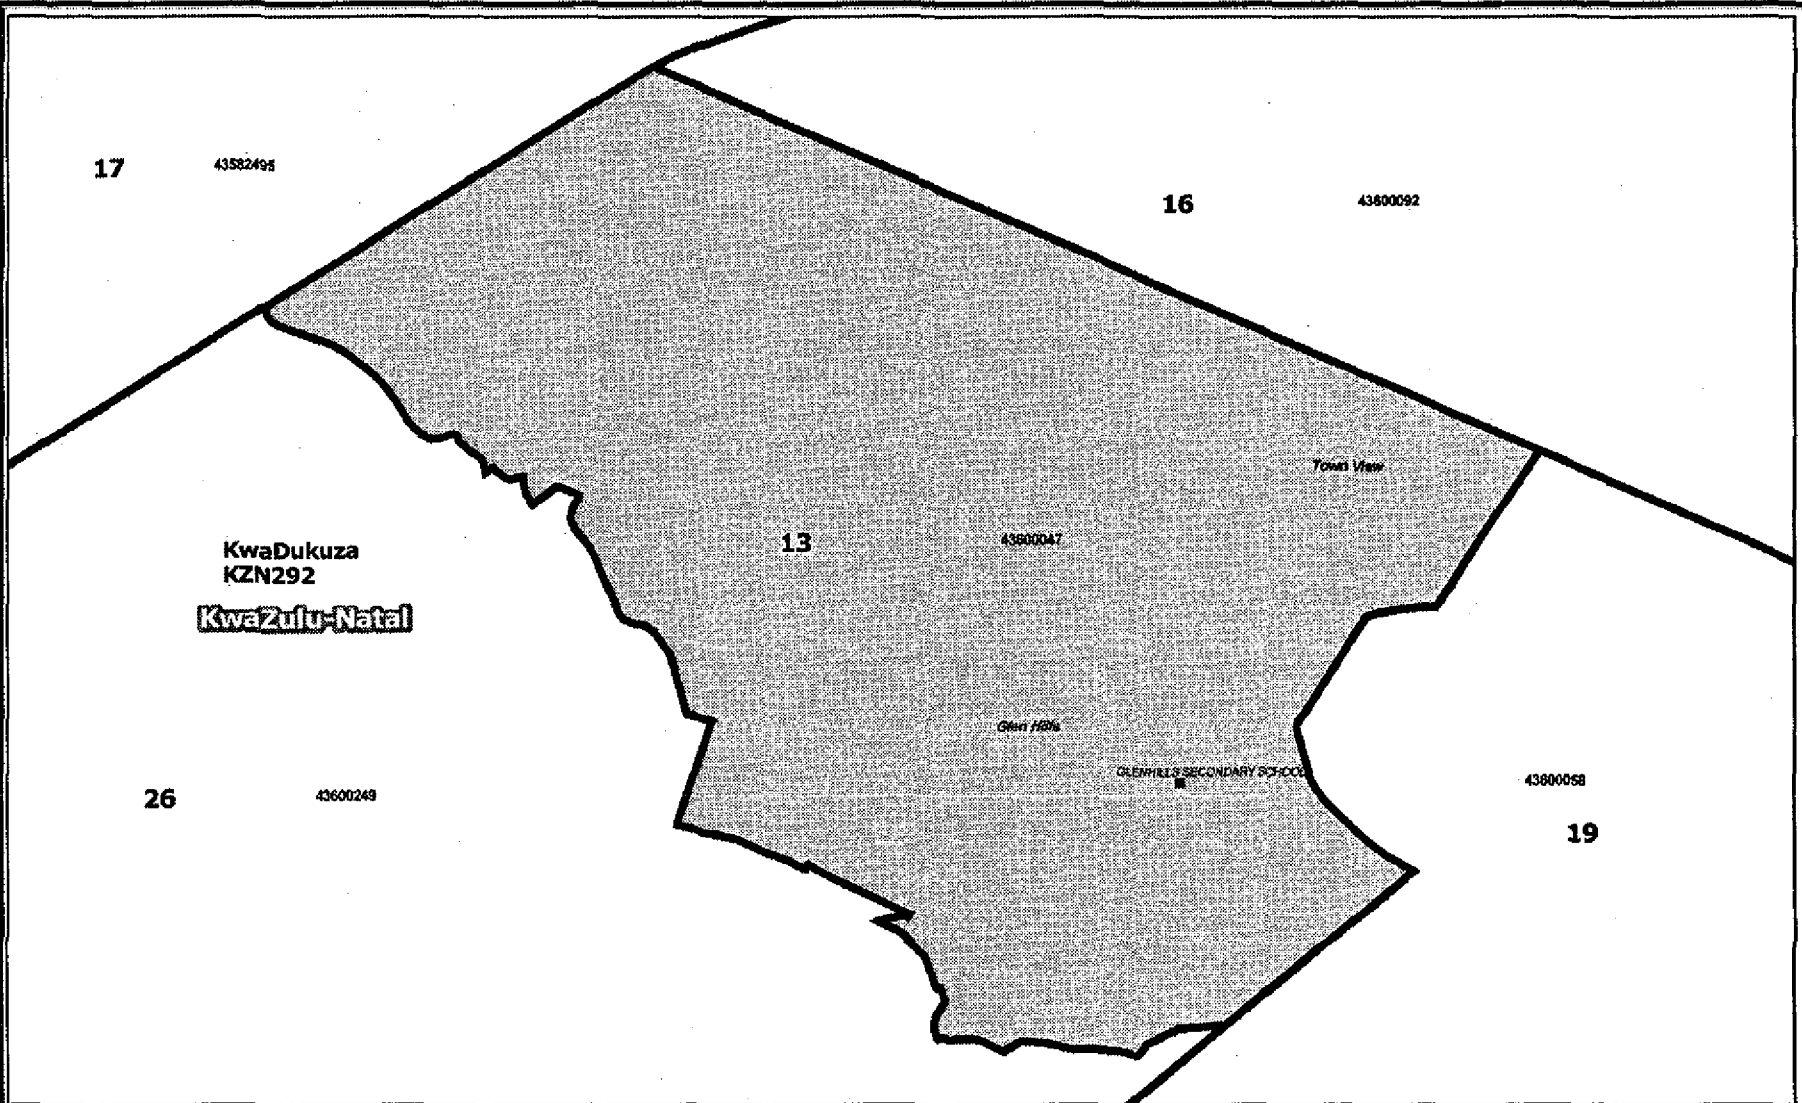 17
43582495
16
43600092
Town View
13
43600047
KwaDukuza
KZN292
KwaZulu-Natal
Glen Hills
GLENHILLS SECONDARY SCHOOL
26
43600249
43600058
19